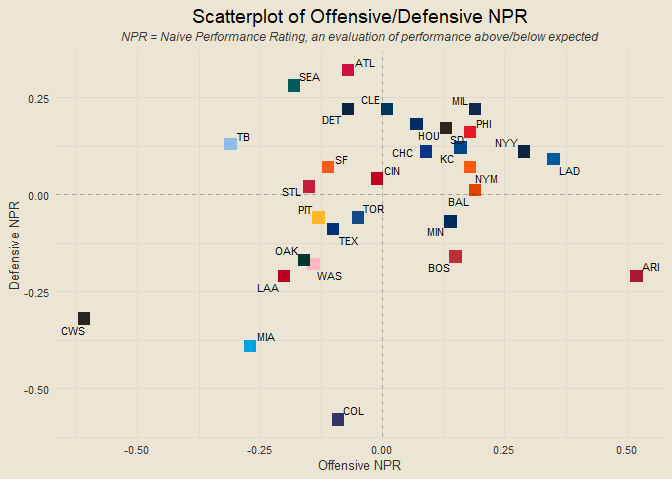 Scatterplot of Offensive/Defensive NPR
NPR = Naive Performance Rating, an evaluation of performance above/below expected
ATL
SEA
CLE
MIL
DET
PHI
HOU
SD
TB
NYY
CHC
KC
LAD
SF
CIN
NYM
STL
BAL
PIT
TOR
MIN
TEX
OAK
BOS
ARI
WAS
LAA
CWS
MIA
COL
0.25
0.00
-0.25
-0.50
Defensive NPR
-0.50
-0.25
0.00
0.25
0.50
Offensive NPR